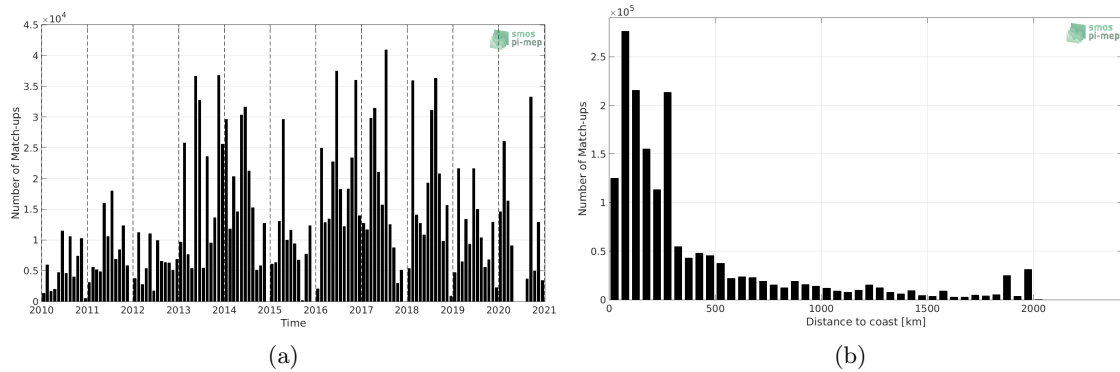 ×10⁴
4.5
4
3.5
3
2.5
2
1.5
1
0.5
0
Number of Match-ups
2010 2011 2012 2013 2014 2015 2016 2017 2018 2019 2020 2021
Time
smos
pi-mep
(a)
×10⁵
2.5
2
1.5
1
0.5
0
Number of Match-ups
0 500 1000 1500 2000
Distance to coast [km]
smos
pi-mep
(b)